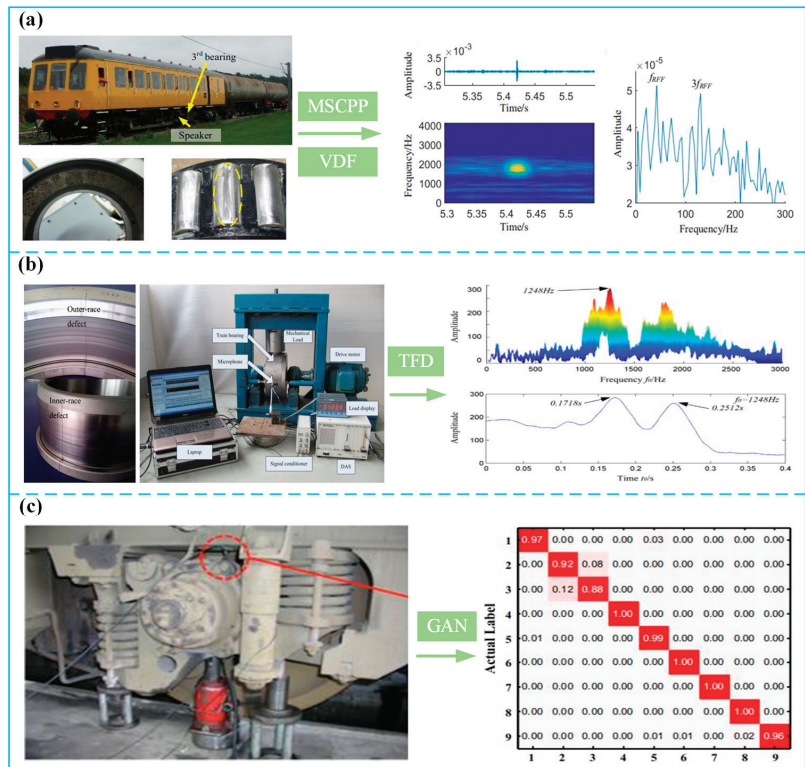 (a)
3rd bearing
Speaker
MSCPP
VDF
×10-3
3.5
0
-3.5
Amplitude
5.35 5.4 5.45 5.5
Time/s
4000
3000
2000
1000
0
Frequency/Hz
5.3 5.35 5.4 5.45 5.5
Time/s
×10-5
fRFF
3fRFF
5
4
3
2
Amplitude
0 100 200 300
Frequency/Hz
(b)
Outer-race
defect
Inner-race
defect
Train bearing
Mechanical
Load
Microphone
Drive motor
Load display
Laptop
Signal conditioner
DAS
TFD
1248Hz
300
200
100
0
Amplitude
0 500 1000 1500 2000 2500 3000
Frequency f0/Hz
300
200
100
0
Amplitude
f0=1248Hz
0.1718s
0.2512s
0 0.05 0.1 0.15 0.2 0.25 0.3 0.35 0.4
Time t0/s
(c)
GAN
Actual Label
1 0.97 0.00 0.00 0.00 0.03 0.00 0.00 0.00 0.00
2 0.00 0.92 0.08 0.00 0.00 0.00 0.00 0.00 0.00
3 0.00 0.12 0.88 0.00 0.00 0.00 0.00 0.00 0.00
4 0.00 0.00 0.00 1.00 0.00 0.00 0.00 0.00 0.00
5 0.01 0.00 0.00 0.00 0.99 0.00 0.00 0.00 0.00
6 0.00 0.00 0.00 0.00 0.00 1.00 0.00 0.00 0.00
7 0.00 0.00 0.00 0.00 0.00 0.00 1.00 0.00 0.00
8 0.00 0.00 0.00 0.00 0.00 0.00 0.00 1.00 0.00
9 0.00 0.00 0.00 0.00 0.01 0.01 0.00 0.02 0.96
1 2 3 4 5 6 7 8 9